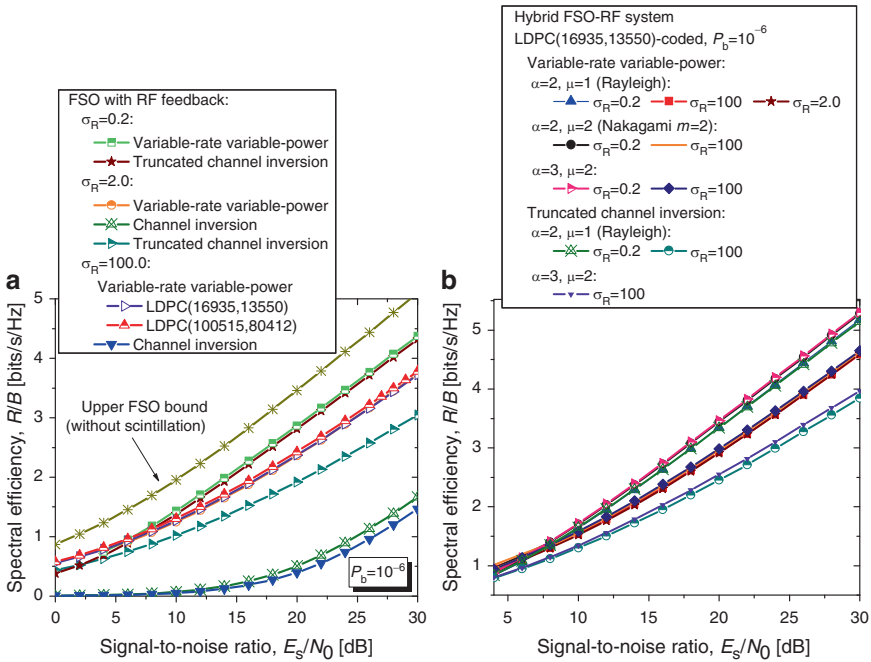 a
FSO with RF feedback:
σR=0.2:
Variable-rate variable-power
Truncated channel inversion
σR=2.0:
Variable-rate variable-power
Channel inversion
Truncated channel inversion
σR=100.0:
Variable-rate variable-power
LDPC(16935,13550)
LDPC(100515,80412)
Channel inversion
Upper FSO bound
(without scintillation)
Pb=10⁻⁶
Spectral efficiency, R/B [bits/s/Hz]
5
4
3
2
1
0
0 5 10 15 20 25 30
Signal-to-noise ratio, Es/N0 [dB]
b
Hybrid FSO-RF system
LDPC(16935,13550)-coded, Pb=10⁻⁶
Variable-rate variable-power:
α=2, μ=1 (Rayleigh):
σR=0.2 σR=100 σR=2.0
α=2, μ=2 (Nakagami m=2)
σR=0.2 σR=100
α=3, μ=2:
σR=0.2 σR=100
Truncated channel inversion:
α=2, μ=1 (Rayleigh):
σR=0.2 σR=100
α=3, μ=2:
σR=100
Spectral efficiency, R/B [bits/s/Hz]
5
4
3
2
1
5 10 15 20 25 30
Signal-to-noise ratio, Es/N0 [dB]